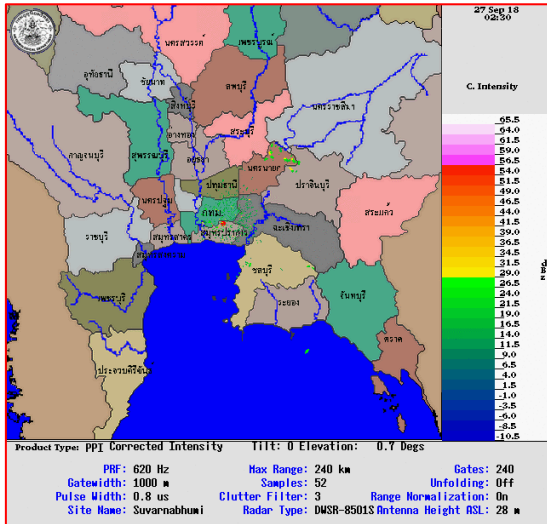 27 Sep 18
02:30
C. Intensity
65.5
64.0
61.5
59.0
56.5
54.0
51.5
49.0
46.5
44.0
41.5
39.0
36.5
34.0
31.5
29.0
26.5
24.0
21.5
19.0
16.5
14.0
11.5
9.0
6.5
4.0
1.5
-1.0
-3.5
-6.0
-8.5
-10.5
นครสวรรค์
เพชรบูรณ์
อุทัยธานี
ชัยนาท
ลพบุรี
สิงห์บุรี
นครราชสีมา
อ่างทอง
สระบุรี
กาญจนบุรี
สุพรรณบุรี
อยุธยา
นครนายก
ปราจีนบุรี
ปทุมธานี
นครปฐม
กทม.
สระแก้ว
ราชบุรี
สมุทรสาคร
สมุทรปราการ
ฉะเชิงเทรา
สมุทรสงคราม
ชลบุรี
เพชรบุรี
ระยอง
จันทบุรี
ตราด
Product Type: PPI Corrected Intensity Tilt: 0 Elevation: 0.7 Degs
PRF: 620 Hz Max Range: 240 km Gates: 240
Gatewidth: 1000 m Samples: 52 Unfolding: Off
Pulse Width: 0.8 us Clutter Filter: 3 Range Normalization: On
Site Name: Suvarnabhumi Radar Type: DWSR-8501S Antenna Height ASL: 28 m